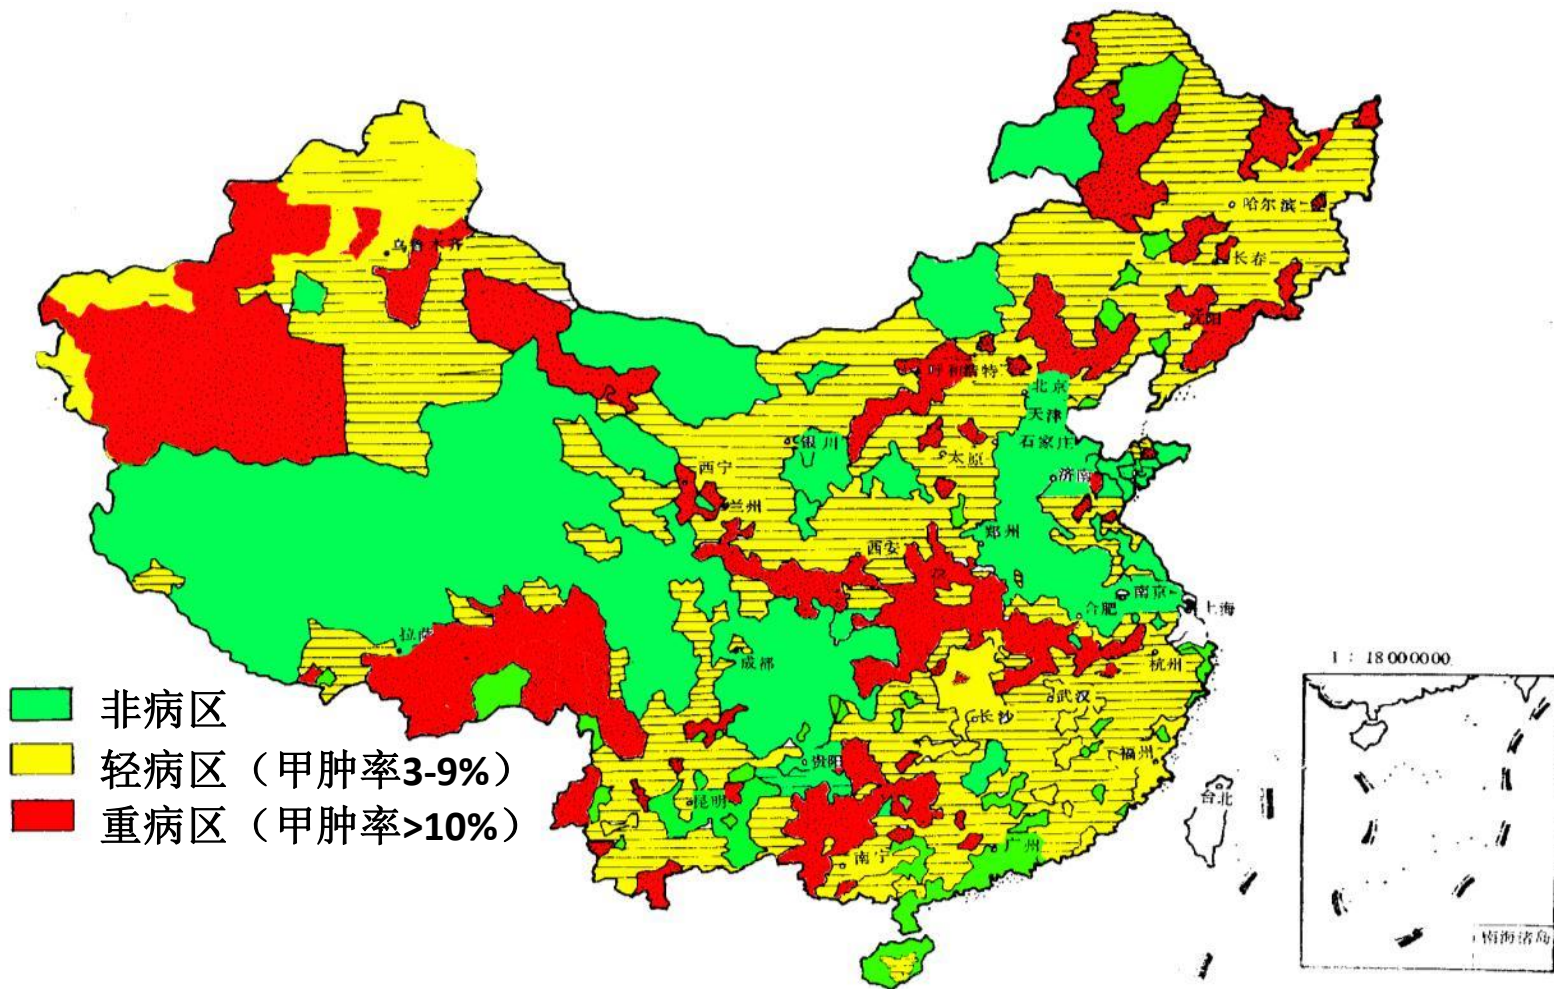 哈尔滨
长春
沈阳
乌鲁木齐
呼和浩特
北京
天津
石家庄
银川
太原
济南
西宁
兰州
郑州
西安
南京
合肥
上海
拉萨
成都
杭州
武汉
长沙
贵阳
福州
昆明
台北
广州
南宁
1 : 18000000
南海诸岛
非病区
轻病区（甲肿率3-9%）
重病区（甲肿率>10%）